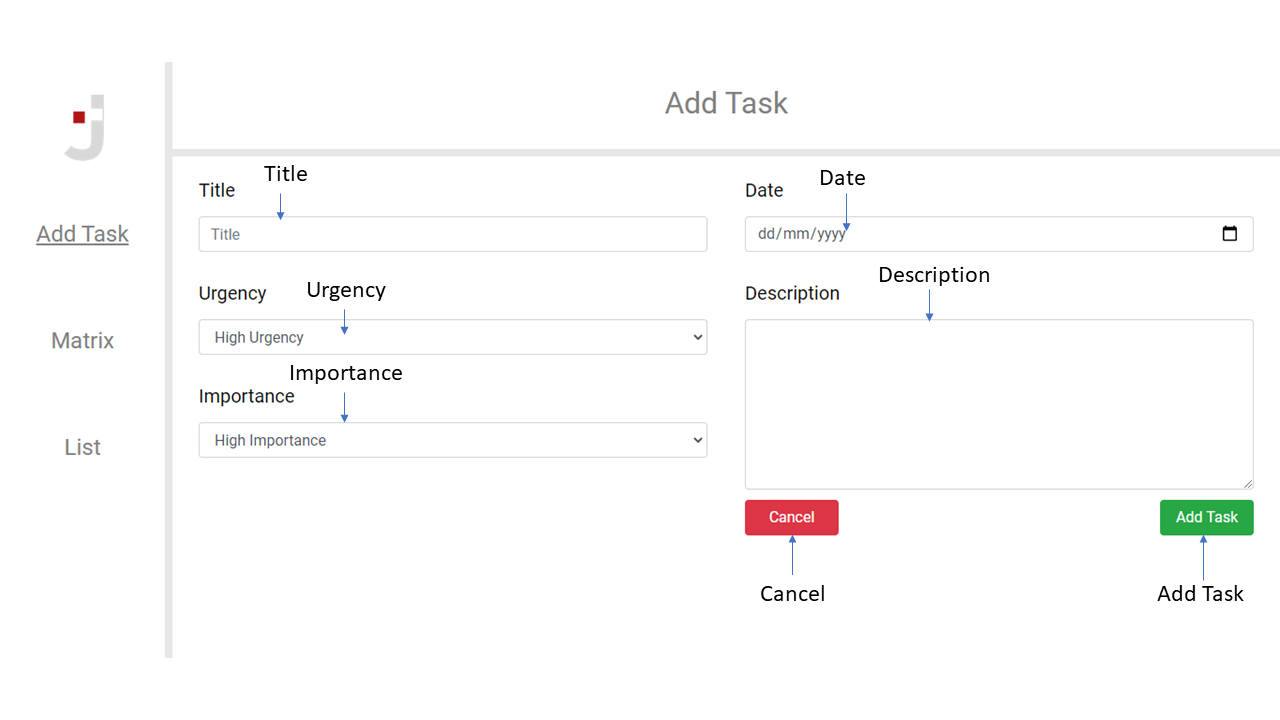 Add Task
Add Task
Matrix
List
Title
Title
Title
Urgency
Urgency
High Urgency
Importance
Importance
High Importance
Date
Date
dd/mm/yyyy
Description
Description
Cancel
Add Task
Cancel
Add Task